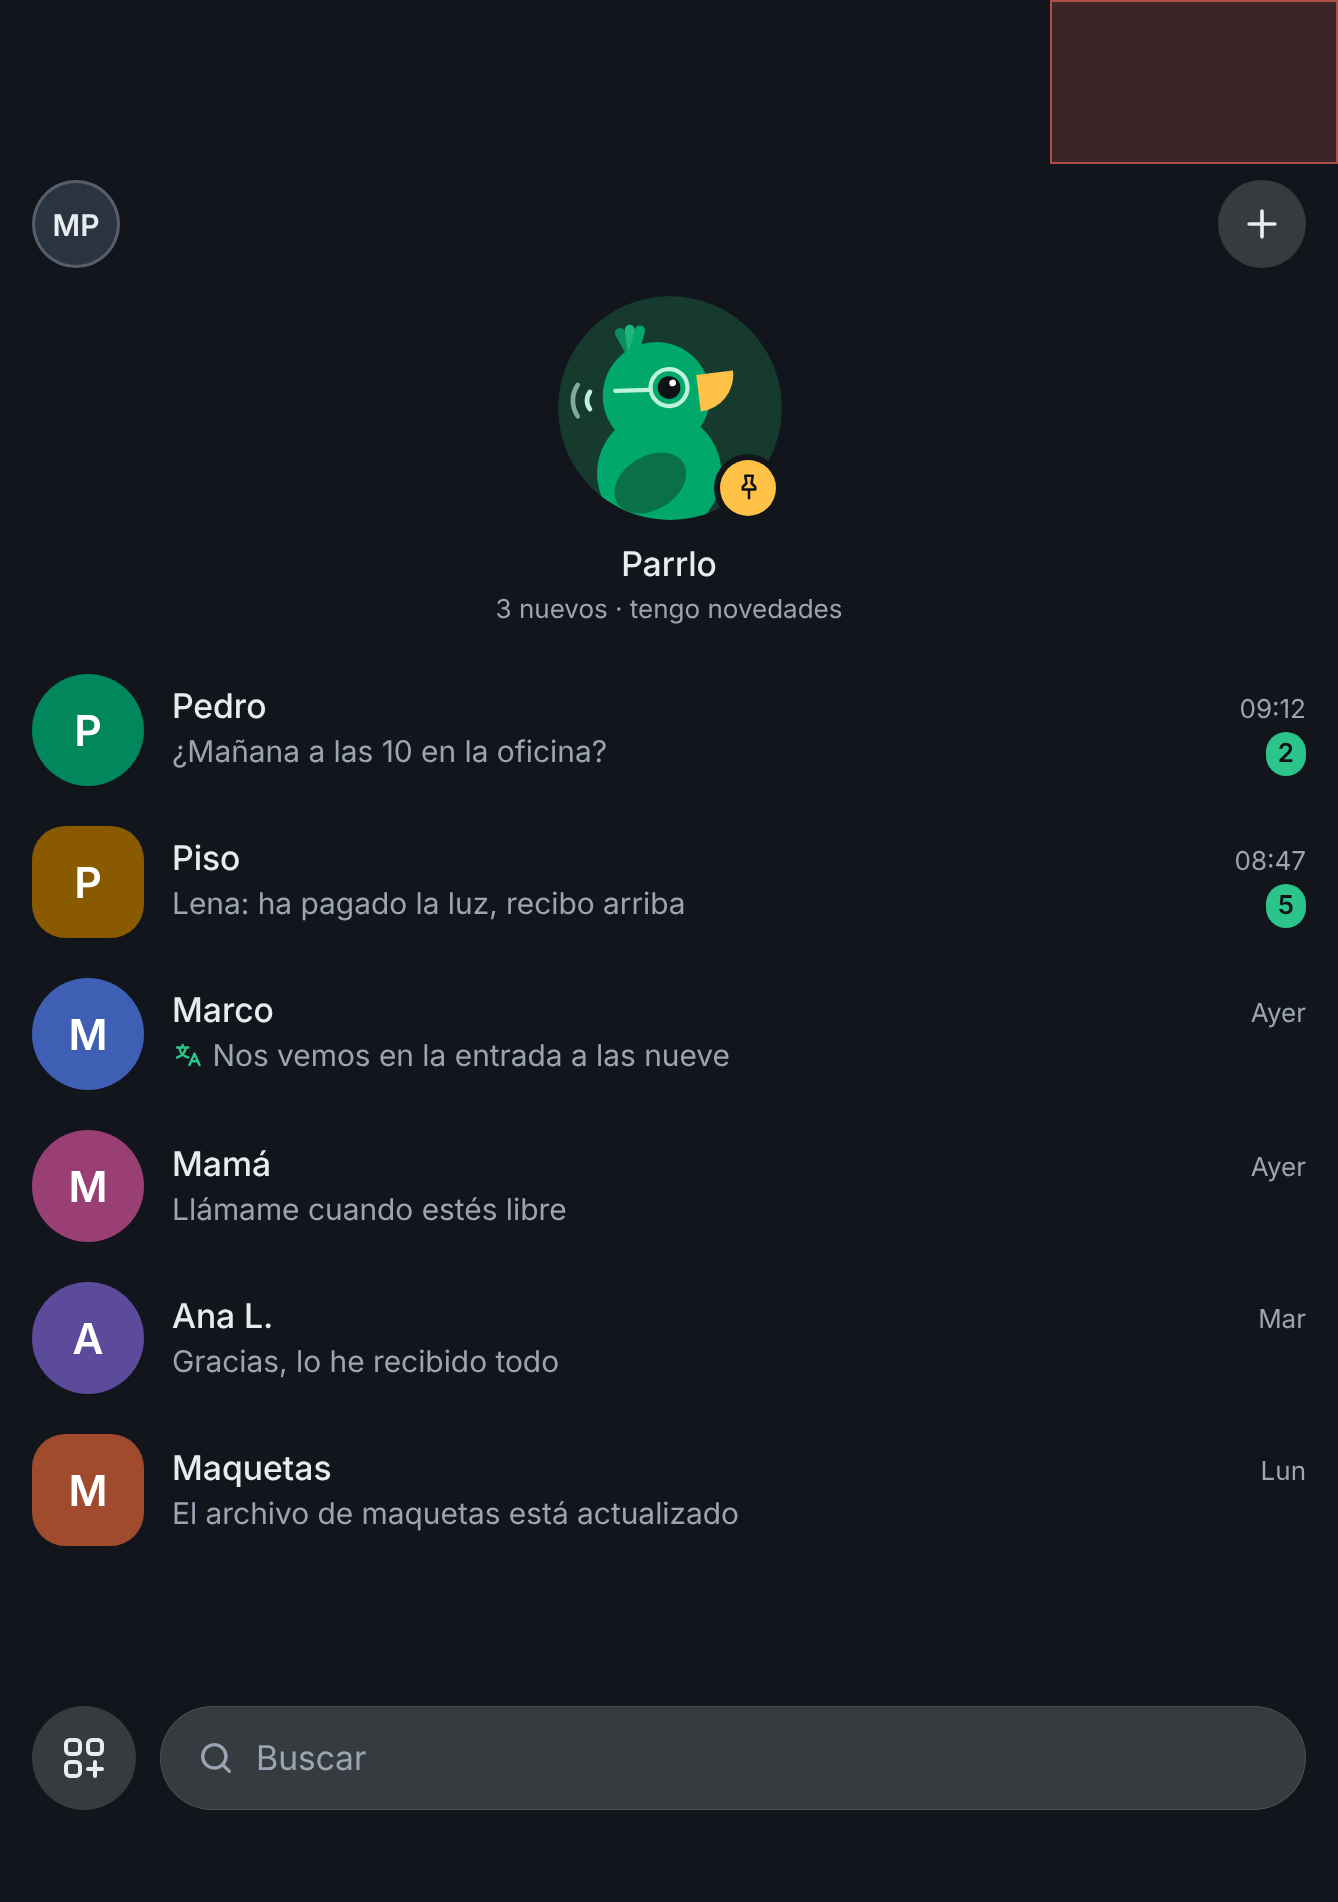 MP
Parrlo
3 nuevos · tengo novedades
P
Pedro
09:12
¿Mañana a las 10 en la oficina?
2
P
Piso
08:47
Lena: ha pagado la luz, recibo arriba
5
M
Marco
Ayer
Nos vemos en la entrada a las nueve
M
Mamá
Ayer
Llámame cuando estés libre
A
Ana L.
Mar
Gracias, lo he recibido todo
M
Maquetas
Lun
El archivo de maquetas está actualizado
Buscar